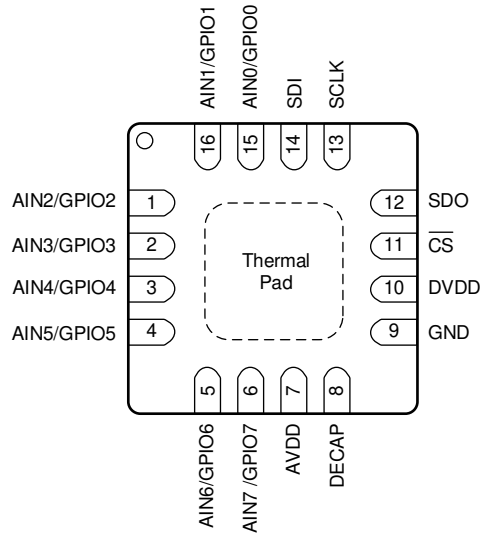 AIN1/GPIO1
AIN0/GPIO0
SDI
SCLK
16
15
14
13
AIN2/GPIO2
1
12
SDO
AIN3/GPIO3
2
11
CS
AIN4/GPIO4
3
10
DVDD
AIN5/GPIO5
4
9
GND
Thermal
Pad
5
6
7
8
AIN6/GPIO6
AIN7 /GPIO7
AVDD
DECAP